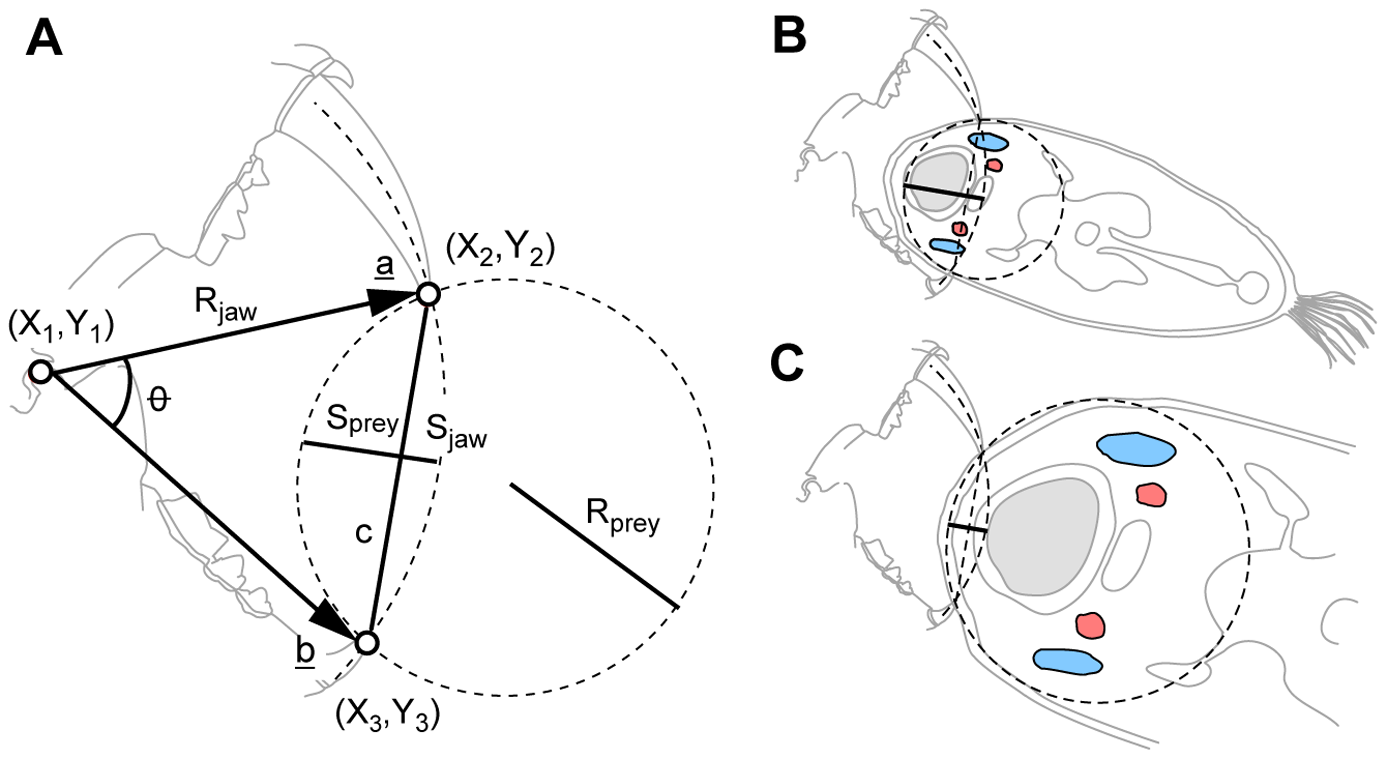 A
B
(X2,Y2)
a
Rjaw
(X1,Y1)
θ
C
Sprey
Sjaw
Rprey
c
b
(X3,Y3)